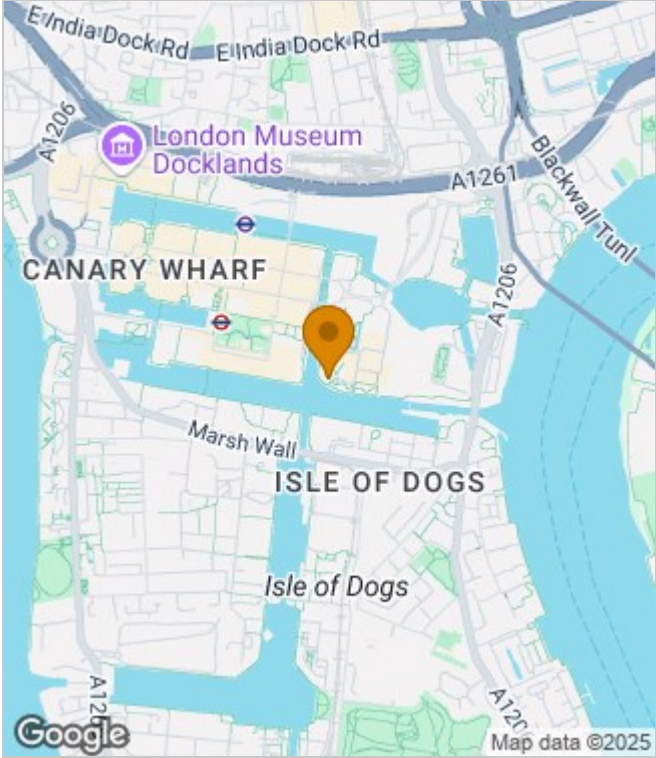 E India Dock Rd
E India Dock Rd
A1206
London Museum
Docklands
A1261
Blackwall Tunl
CANARY WHARF
A1206
Marsh Wall
ISLE OF DOGS
Isle of Dogs
A1206
Google
Map data ©2025